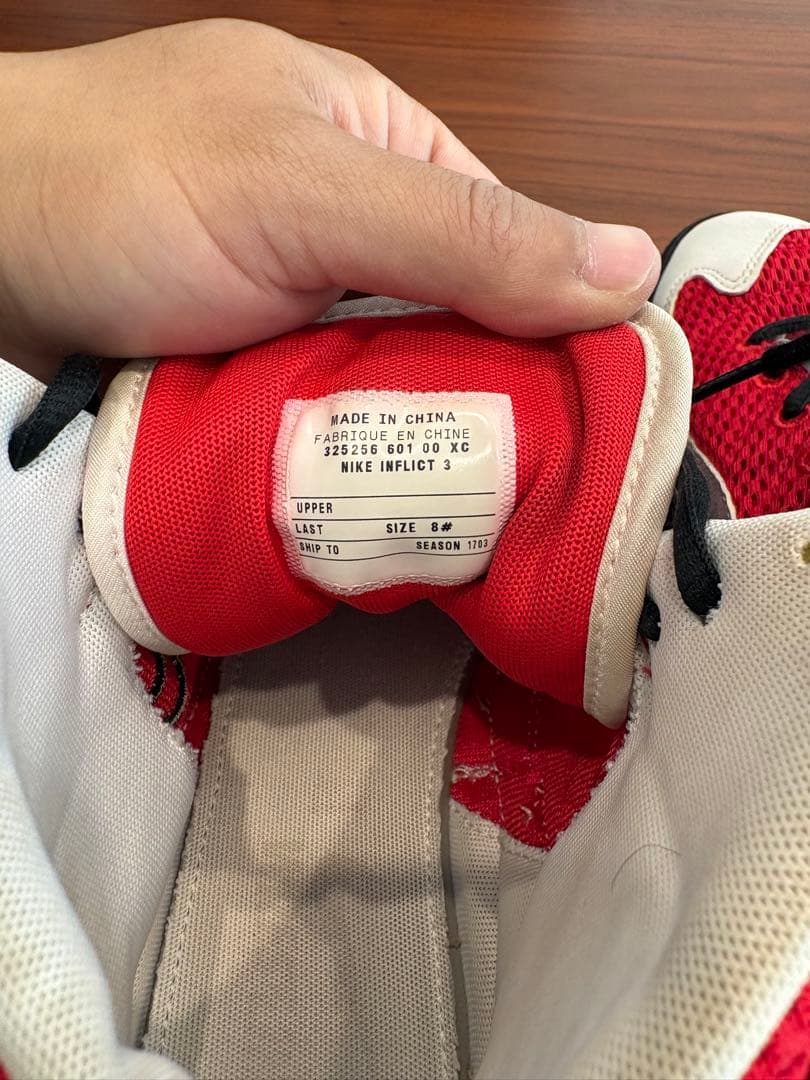 MADE IN CHINA
FABRIQUE EN CHINE
325256 601 00 XC
NIKE INFLICT 3
UPPER
LAST SIZE 8#
SHIP TO SEASON 1703